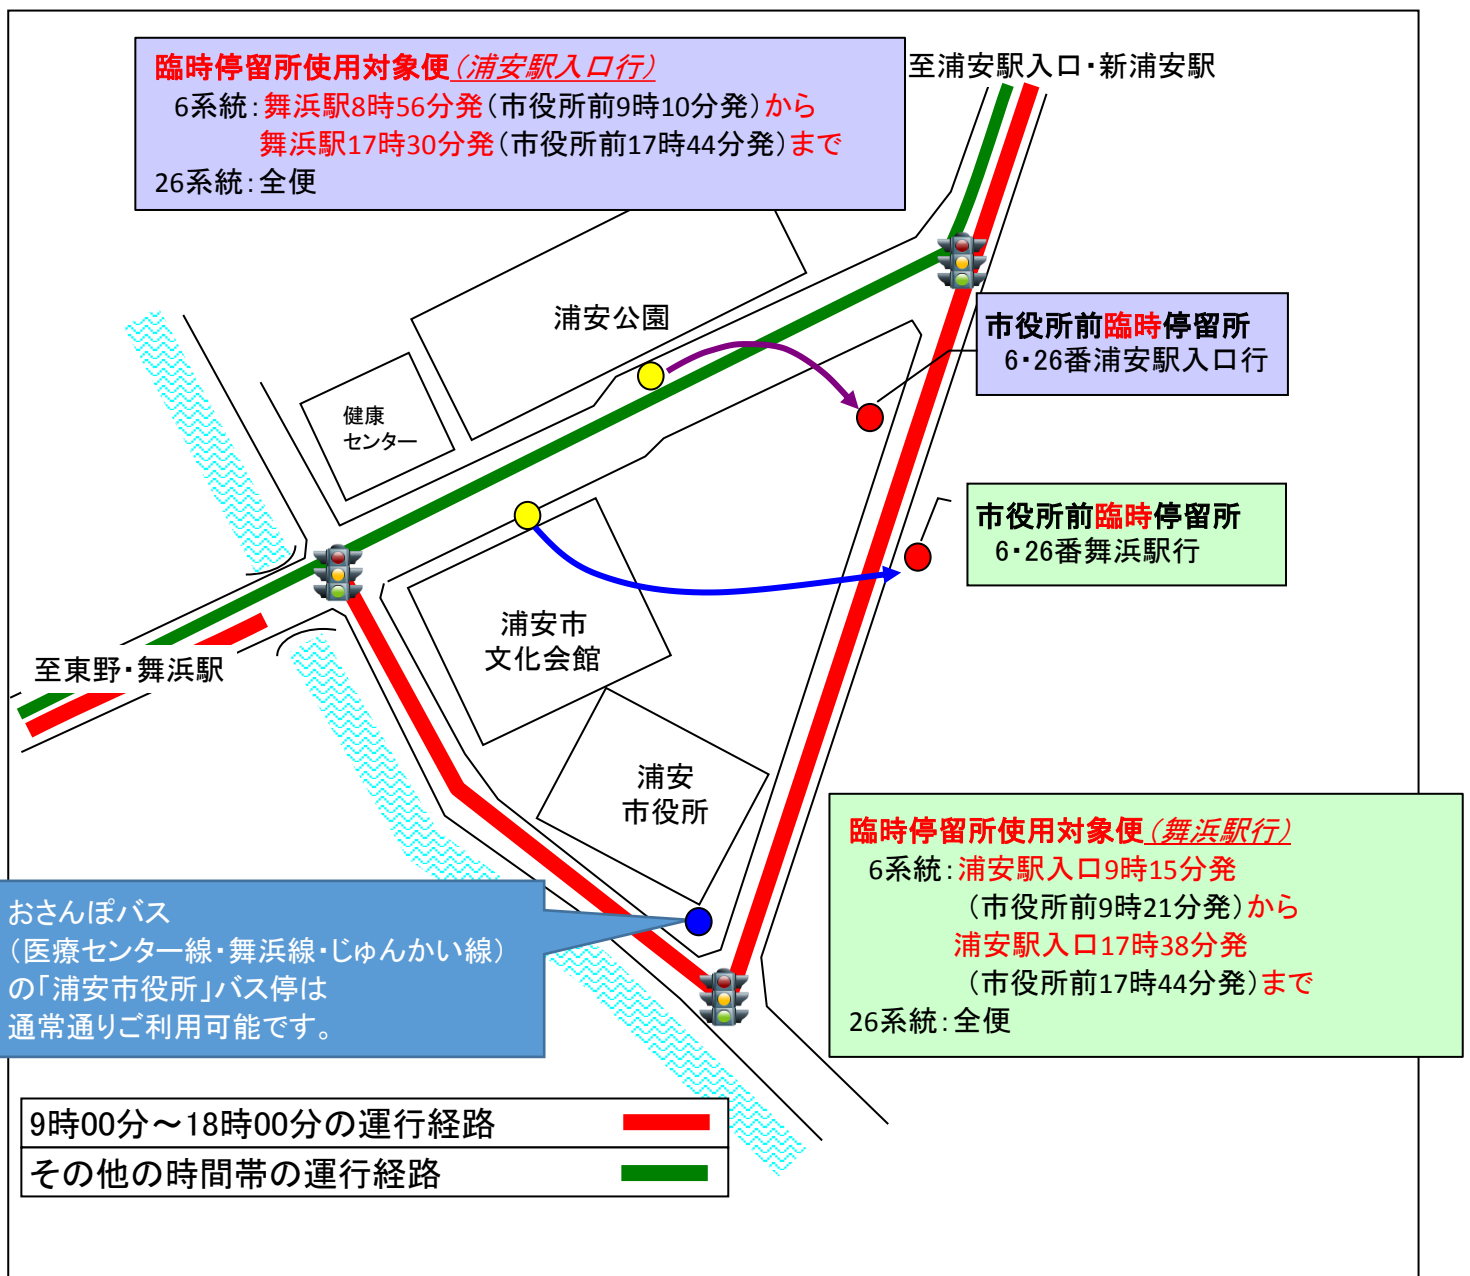 臨時停留所使用対象便(浦安駅入口行)
6系統：舞浜駅8時56分発(市役所前9時10分発)から
舞浜駅17時30分発(市役所前17時44分発)まで
26系統：全便
至浦安駅入口・新浦安駅
浦安公園
市役所前臨時停留所
6・26番浦安駅入口行
健康
センター
市役所前臨時停留所
6・26番舞浜駅行
浦安市
文化会館
至東野・舞浜駅
浦安
市役所
臨時停留所使用対象便(舞浜駅行)
6系統：浦安駅入口9時15分発
(市役所前9時21分発)から
浦安駅入口17時38分発
(市役所前17時44分発)まで
26系統：全便
おさんぽバス
(医療センター線・舞浜線・じゅんかい線)
の「浦安市役所」バス停は
通常通りご利用可能です。
9時00分～18時00分の運行経路
その他の時間帯の運行経路